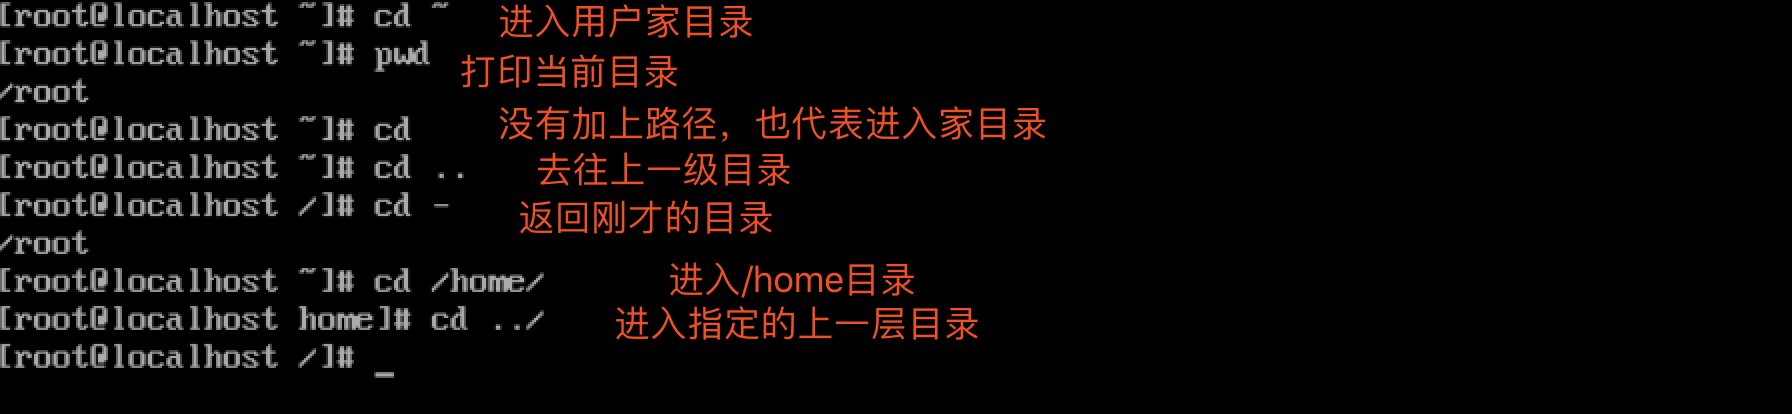 [root@localhost ~]# cd ~ 进入用户家目录
[root@localhost ~]# pwd 打印当前目录
/root
[root@localhost ~]# cd 没有加上路径，也代表进入家目录
[root@localhost ~]# cd .. 去往上一级目录
[root@localhost /]# cd - 返回刚才的目录
/root
[root@localhost ~]# cd /home/ 进入/home目录
[root@localhost home]# cd ../ 进入指定的上一层目录
[root@localhost /]# _